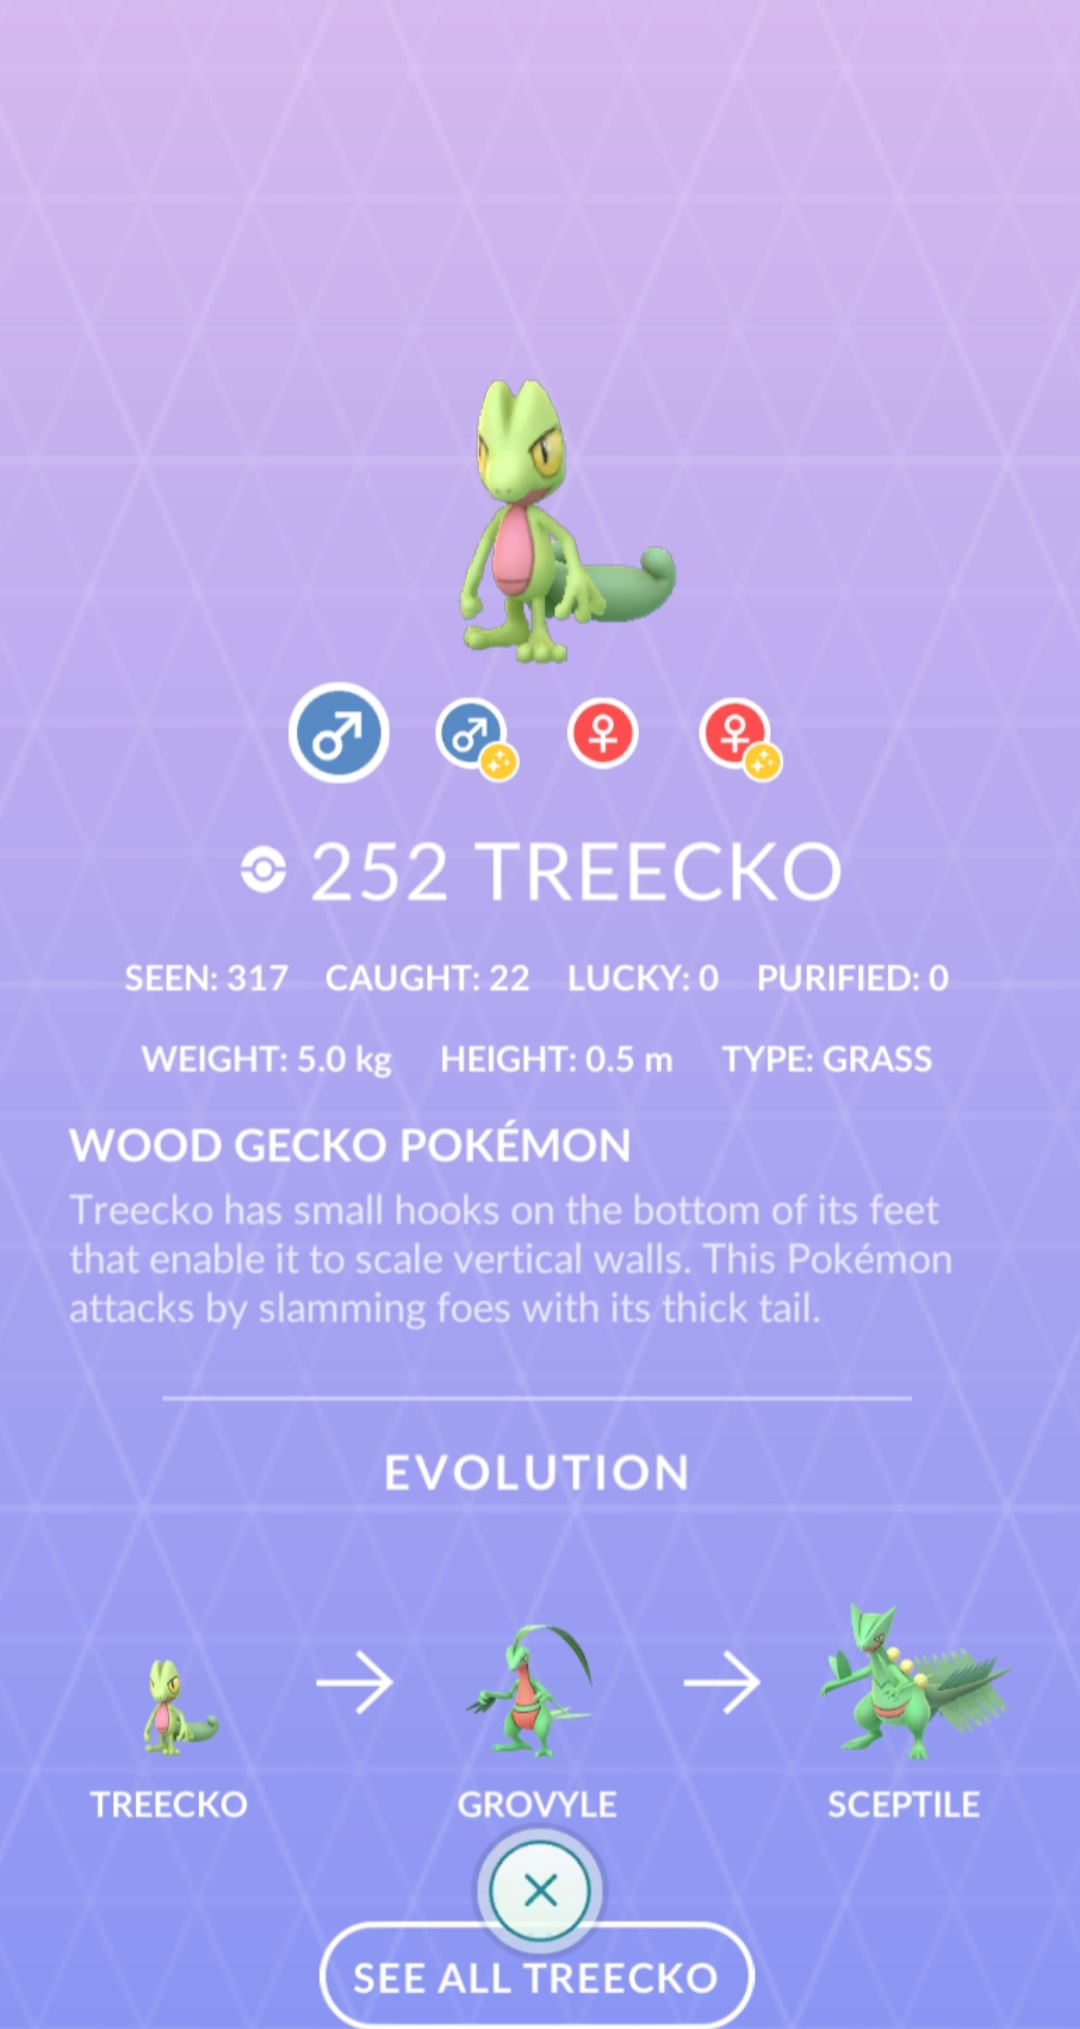 252 TREECKO
SEEN: 317 CAUGHT: 22 LUCKY: 0 PURIFIED: 0
WEIGHT: 5.0 kg HEIGHT: 0.5 m TYPE: GRASS
WOOD GECKO POKÉMON
Treecko has small hooks on the bottom of its feet
that enable it to scale vertical walls. This Pokémon
attacks by slamming foes with its thick tail.
EVOLUTION
TREECKO GROVYLE SCEPTILE
SEE ALL TREECKO